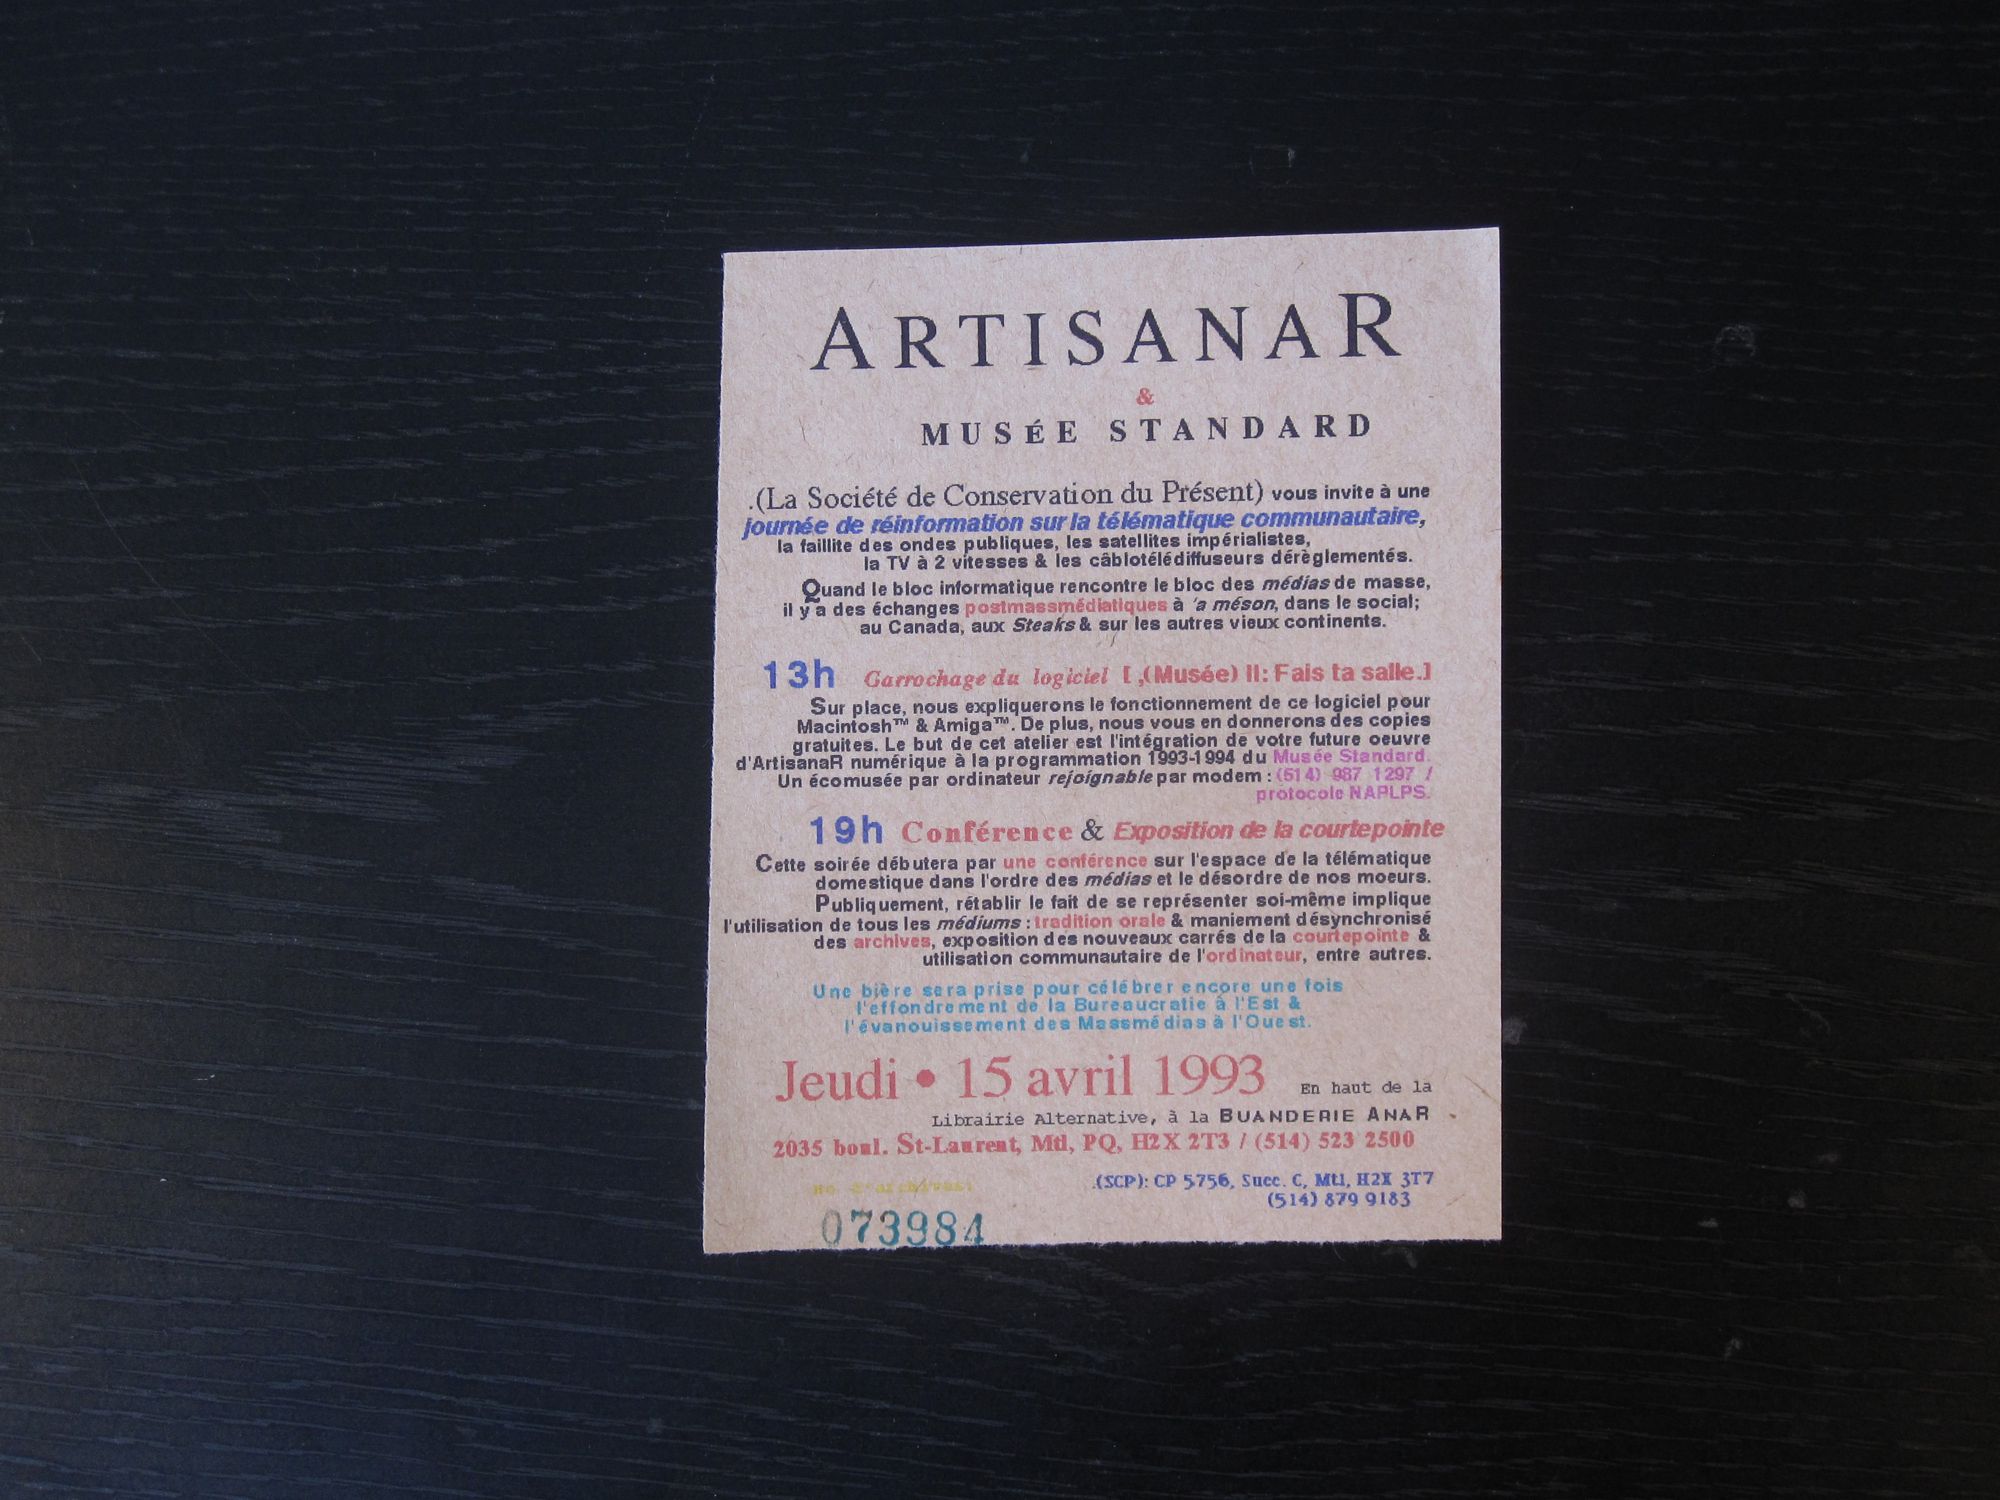 ARTISANAR
&
MUSÉE STANDARD
.(La Société de Conservation du Présent) vous invite à une
journée de réinformation sur la télématique communautaire,
la faillite des ondes publiques, les satellites impérialistes,
la TV à 2 vitesses & les câblotélédiffuseurs dérèglementés.
Quand le bloc informatique rencontre le bloc des médias de masse,
il y a des échanges postmassmédiatiques à 'a méson, dans le social;
au Canada, aux Steaks & sur les autres vieux continents.
13h Garrochage du logiciel [ ,(Musée) II: Fais ta salle.]
Sur place, nous expliquerons le fonctionnement de ce logiciel pour
Macintosh™ & Amiga™. De plus, nous vous en donnerons des copies
gratuites. Le but de cet atelier est l'intégration de votre future oeuvre
d'ArtisanaR numérique à la programmation 1993-1994 du Musée Standard.
Un écomusée par ordinateur rejoignable par modem : (514) 987 1297 /
protocole NAPLPS.
19h Conférence & Exposition de la courtepointe
Cette soirée débutera par une conférence sur l'espace de la télématique
domestique dans l'ordre des médias et le désordre de nos moeurs.
Publiquement, rétablir le fait de se représenter soi-même implique
l'utilisation de tous les médiums : tradition orale & maniement désynchronisé
des archives, exposition des nouveaux carrés de la courtepointe &
utilisation communautaire de l'ordinateur, entre autres.
Une bière sera prise pour célébrer encore une fois
l'effondrement de la Bureaucratie à l'Est &
l'évanouissement des Massmédias à l'Ouest.
Jeudi • 15 avril 1993 En haut de la
Librairie Alternative, à la BUANDERIE ANAR
2035 boul. St-Laurent, Mtl, PQ, H2X 2T3 / (514) 523 2500
.(SCP): CP 5756, Succ. C, Mtl, H2X 3T7
(514) 879 9183
No d'archives:
073984